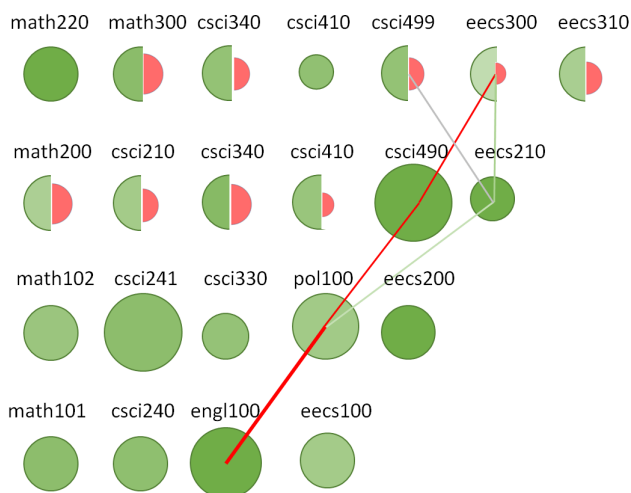 math220 math300 csci340 csci410 csci499 eecs300 eecs310
math200 csci210 csci340 csci410 csci490 eecs210
math102 csci241 csci330 pol100 eecs200
math101 csci240 engl100 eecs100